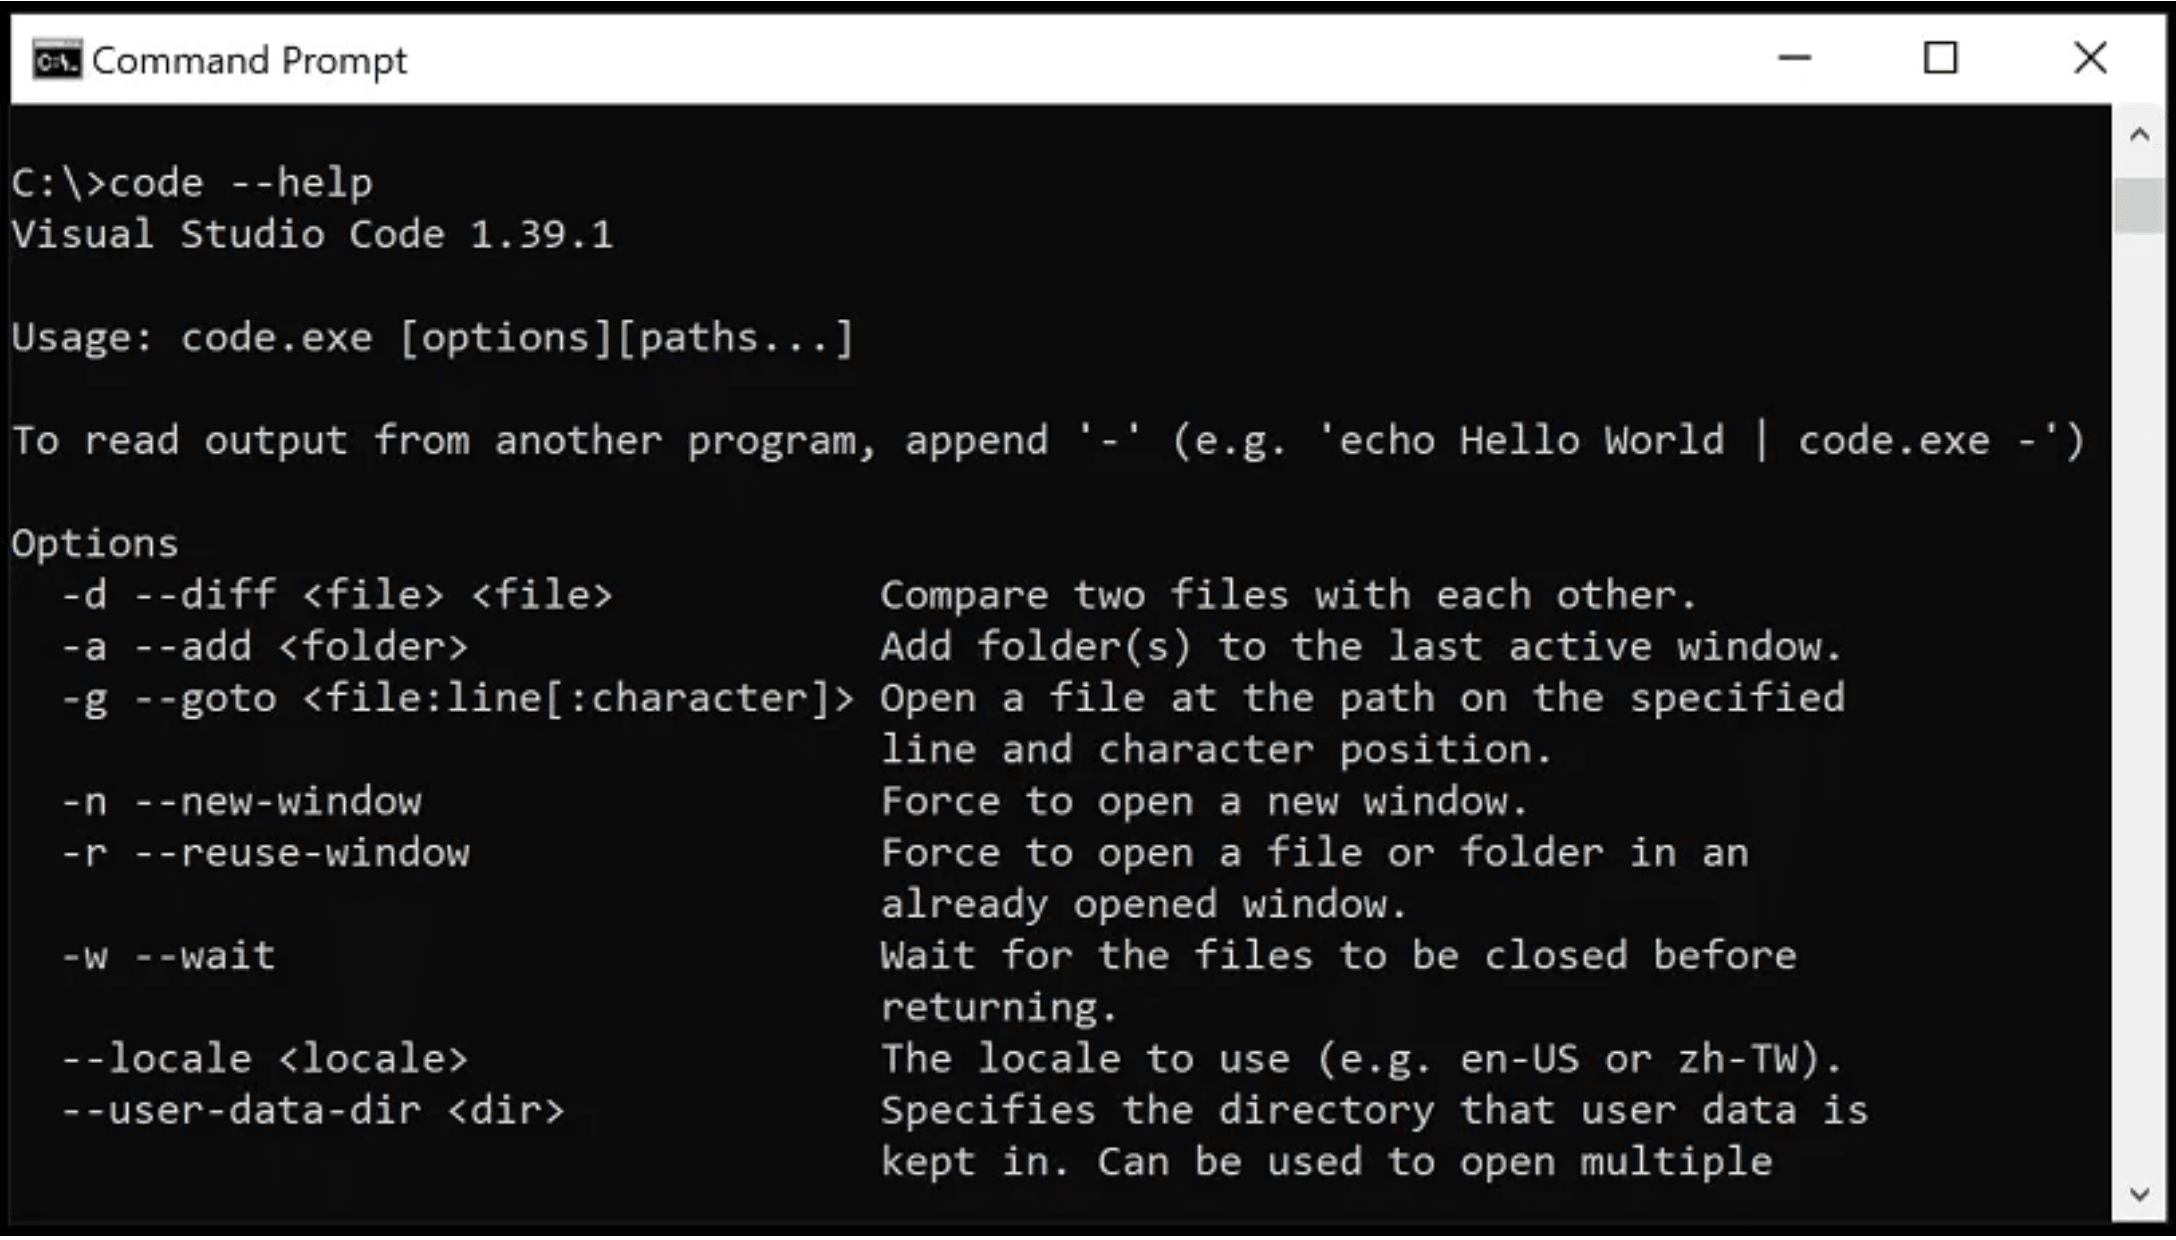 Command Prompt
C:\>code --help
Visual Studio Code 1.39.1
Usage: code.exe [options][paths...]
To read output from another program, append '-' (e.g. 'echo Hello World | code.exe -')
Options
-d --diff <file> <file> Compare two files with each other.
-a --add <folder> Add folder(s) to the last active window.
-g --goto <file:line[:character]> Open a file at the path on the specified
line and character position.
-n --new-window Force to open a new window.
-r --reuse-window Force to open a file or folder in an
already opened window.
-w --wait Wait for the files to be closed before
returning.
--locale <locale> The locale to use (e.g. en-US or zh-TW).
--user-data-dir <dir> Specifies the directory that user data is
kept in. Can be used to open multiple